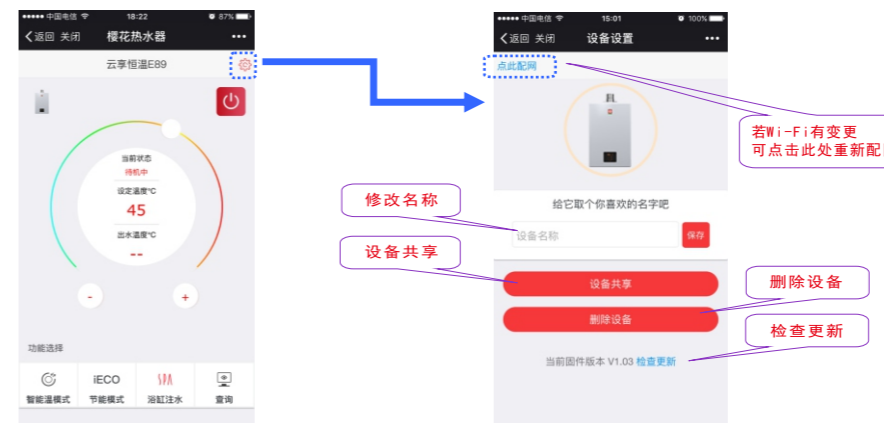 中国电信 18:22 87%
返回 关闭 樱花热水器
云享恒温E89
当前状态
待机中
设定温度°C
45
出水温度°C
--
- +
功能选择
iECO SPA
智能温模式 节能模式 浴缸注水 查询
中国电信 15:01 100%
返回 关闭 设备设置
点此配网
若Wi-Fi有变更
可点击此处重新配
给它取个你喜欢的名字吧
修改名称
设备名称 保存
设备共享
设备共享
删除设备
删除设备
检查更新
当前固件版本 V1.03 检查更新